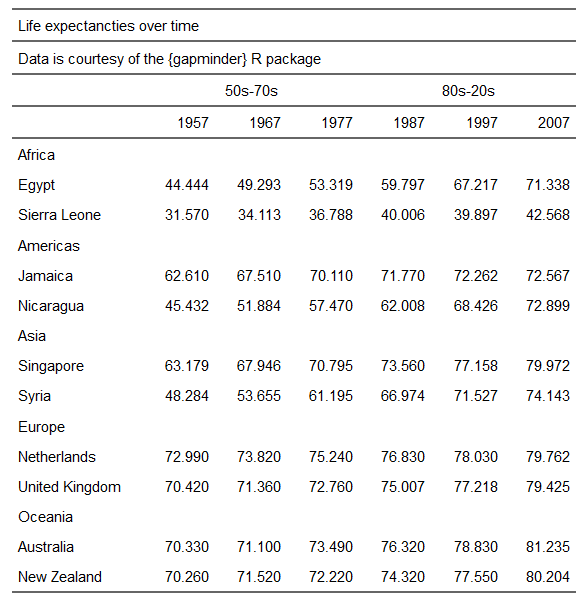 Life expectancties over time
Data is courtesy of the {gapminder} R package
50s-70s 80s-20s
1957 1967 1977 1987 1997 2007
Africa
Egypt 44.444 49.293 53.319 59.797 67.217 71.338
Sierra Leone 31.570 34.113 36.788 40.006 39.897 42.568
Americas
Jamaica 62.610 67.510 70.110 71.770 72.262 72.567
Nicaragua 45.432 51.884 57.470 62.008 68.426 72.899
Asia
Singapore 63.179 67.946 70.795 73.560 77.158 79.972
Syria 48.284 53.655 61.195 66.974 71.527 74.143
Europe
Netherlands 72.990 73.820 75.240 76.830 78.030 79.762
United Kingdom 70.420 71.360 72.760 75.007 77.218 79.425
Oceania
Australia 70.330 71.100 73.490 76.320 78.830 81.235
New Zealand 70.260 71.520 72.220 74.320 77.550 80.204